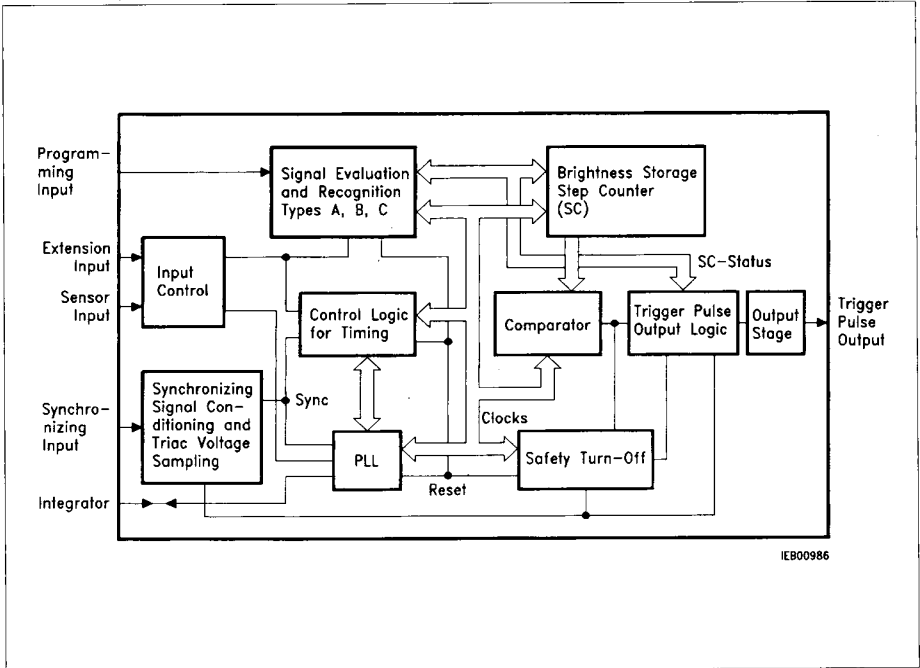 Program-
ming
Input
Signal Evaluation
and Recognition
Types A, B, C
Brightness Storage
Step Counter
(SC)
Extension
Input
Sensor
Input
Input
Control
SC-Status
Control Logic
for Timing
Comparator
Trigger Pulse
Output Logic
Output
Stage
Trigger
Pulse
Output
Synchro-
nizing
Input
Synchronizing
Signal Con-
ditioning and
Triac Voltage
Sampling
Sync
Clocks
PLL
Safety Turn-Off
Reset
Integrator
IEB00986